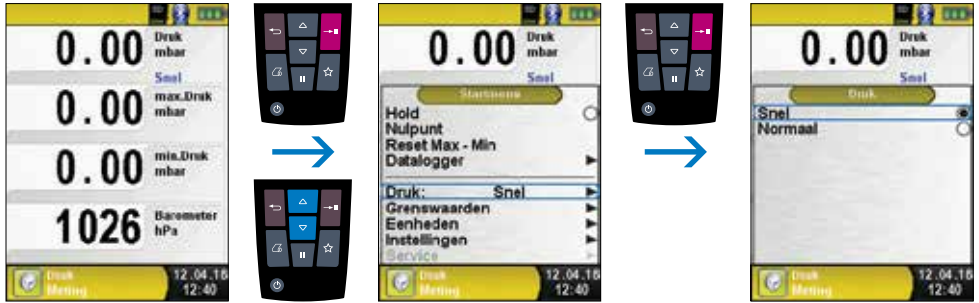 0.00 Druk mbar
Snel
0.00 max.Druk mbar
0.00 min.Druk mbar
1026 Barometer hPa
Druk
Meting
12.04.16
12:40
0.00 Druk mbar
Snel
Startmenu
Hold
Nulpunt
Reset Max - Min
Datalogger
Druk: Snel
Grenswaarden
Eenheden
Instellingen
Service
Druk
Meting
12.04.16
12:40
0.00 Druk mbar
Snel
Druk
Snel
Normaal
Druk
Meting
12.04.16
12:40